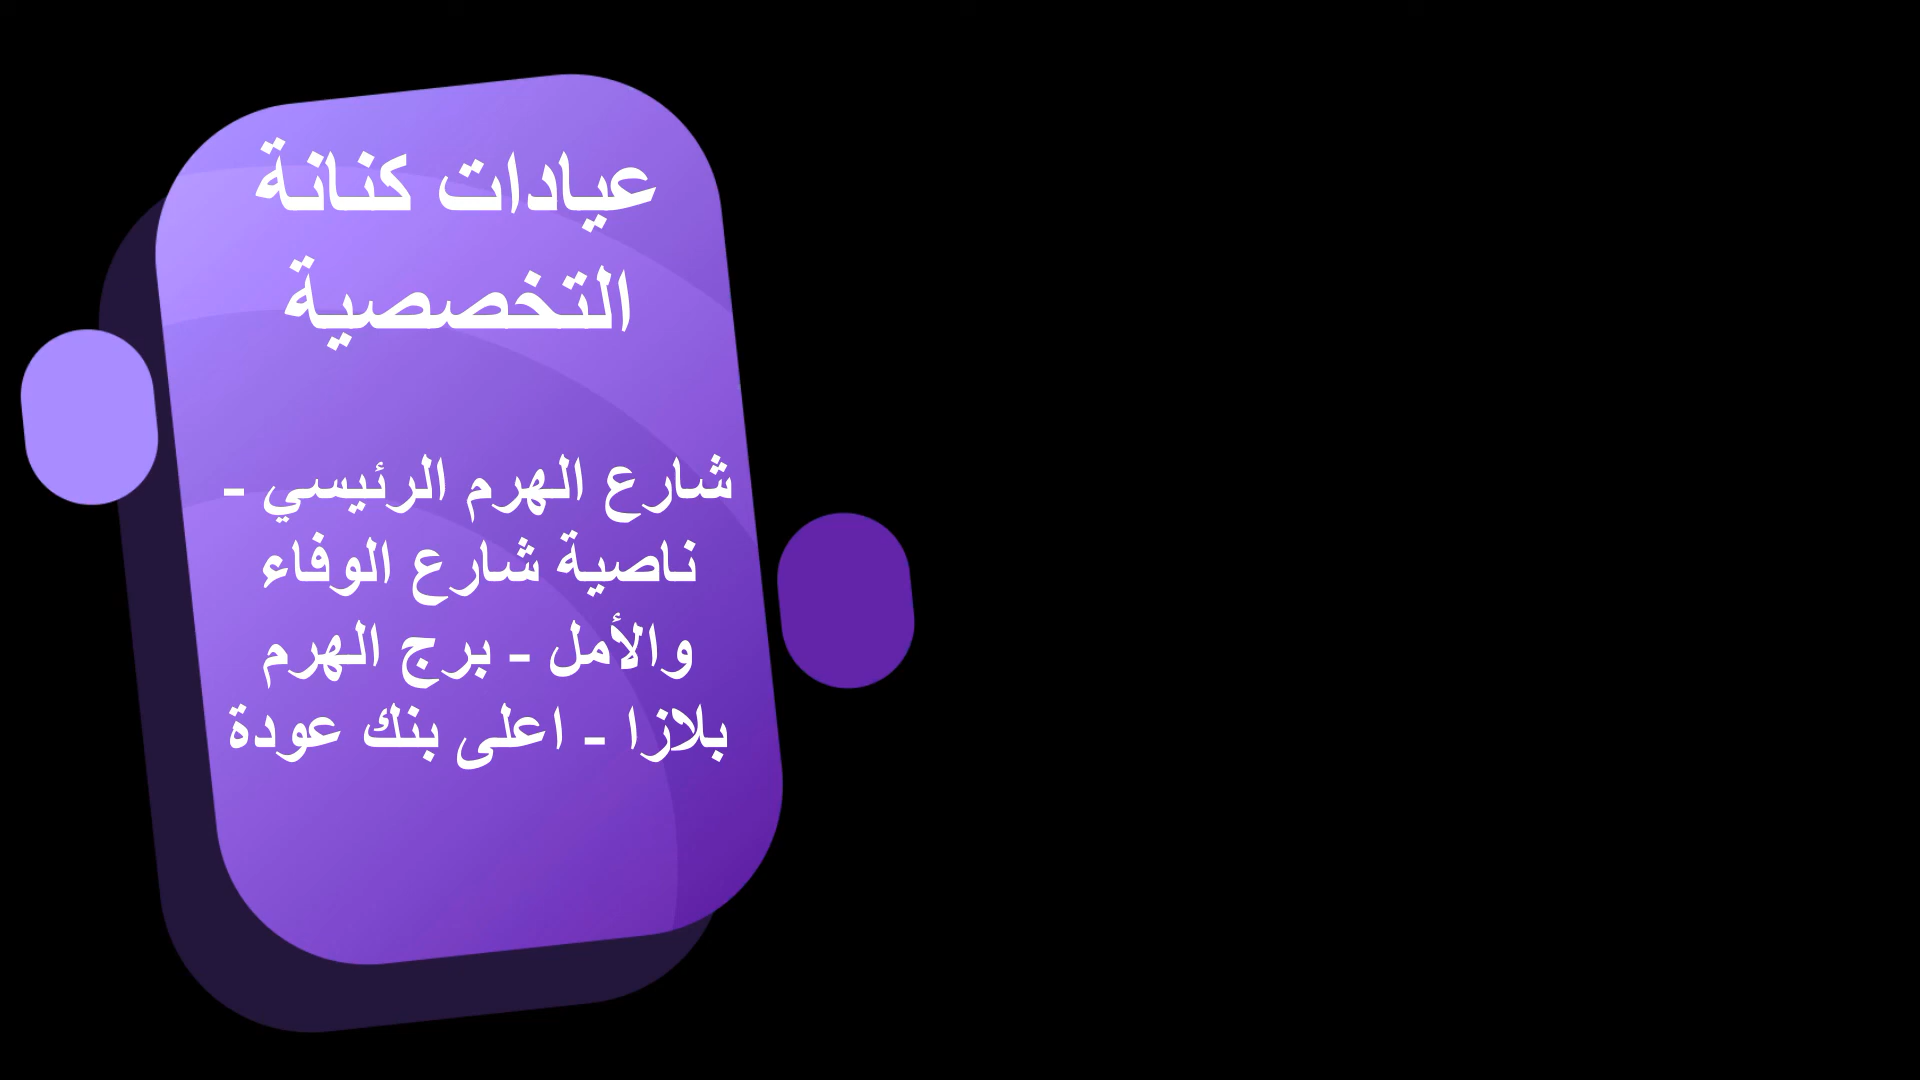 عيادات كنانة
التخصصية
شارع الهرم الرئيسي -
ناصية شارع الوفاء
والأمل - برج الهرم
بلازا - اعلى بنك عودة